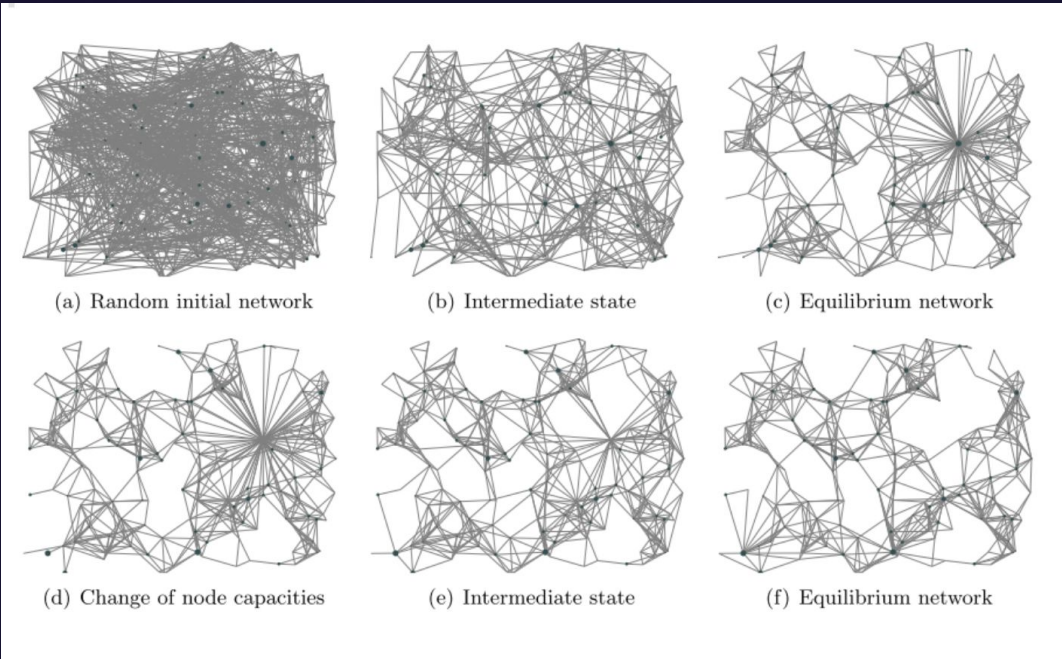 (a) Random initial network
(b) Intermediate state
(c) Equilibrium network
(d) Change of node capacities
(e) Intermediate state
(f) Equilibrium network